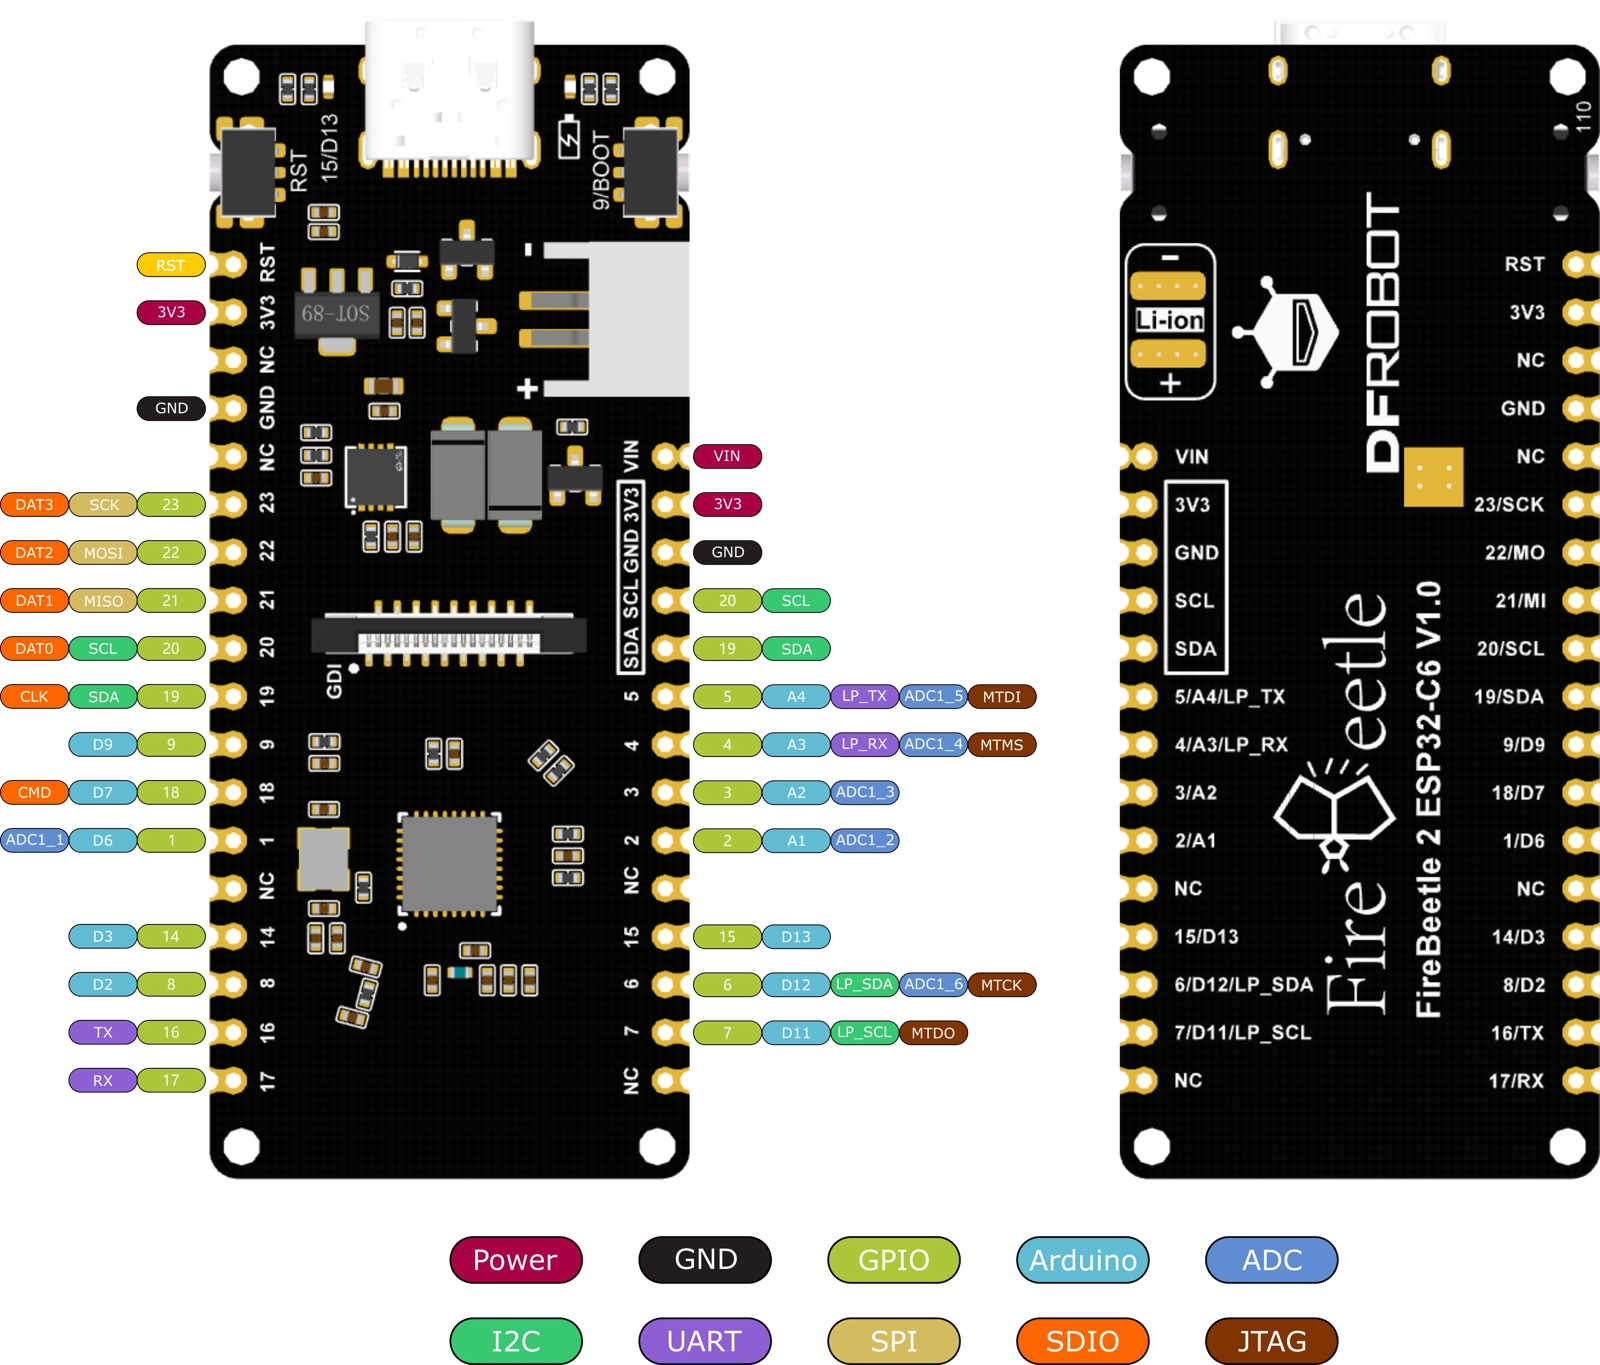 RST
15/D13
9/BOOT
110
RST RST
3V3 3V3
SOT-89
NC
GND GND
NC
DAT3 SCK 23 23
DAT2 MOSI 22 22
DAT1 MISO 21 21
DAT0 SCL 20 20
CLK SDA 19 19
D9 9 9
CMD D7 18 18
ADC1_1 D6 1 1
NC
D3 14 14
D2 8 8
TX 16 16
RX 17 17
GDI
- 
+
VIN VIN
3V3 3V3
GND GND
SCL 20 SCL
SDA 19 SDA
5 5 A4 LP_TX ADC1_5 MTDI
4 4 A3 LP_RX ADC1_4 MTMS
3 3 A2 ADC1_3
2 2 A1 ADC1_2
NC
15 15 D13
6 6 D12 LP_SDA ADC1_6 MTCK
7 7 D11 LP_SCL MTDO
NC
-
Li-ion
+
DFROBOT
Fire eetle
FireBeetle 2 ESP32-C6 V1.0
VIN
3V3
GND
SCL
SDA
5/A4/LP_TX
4/A3/LP_RX
3/A2
2/A1
NC
15/D13
6/D12/LP_SDA
7/D11/LP_SCL
NC
RST
3V3
NC
GND
NC
23/SCK
22/MO
21/MI
20/SCL
19/SDA
9/D9
18/D7
1/D6
NC
14/D3
8/D2
16/TX
17/RX
Power GND GPIO Arduino ADC
I2C UART SPI SDIO JTAG